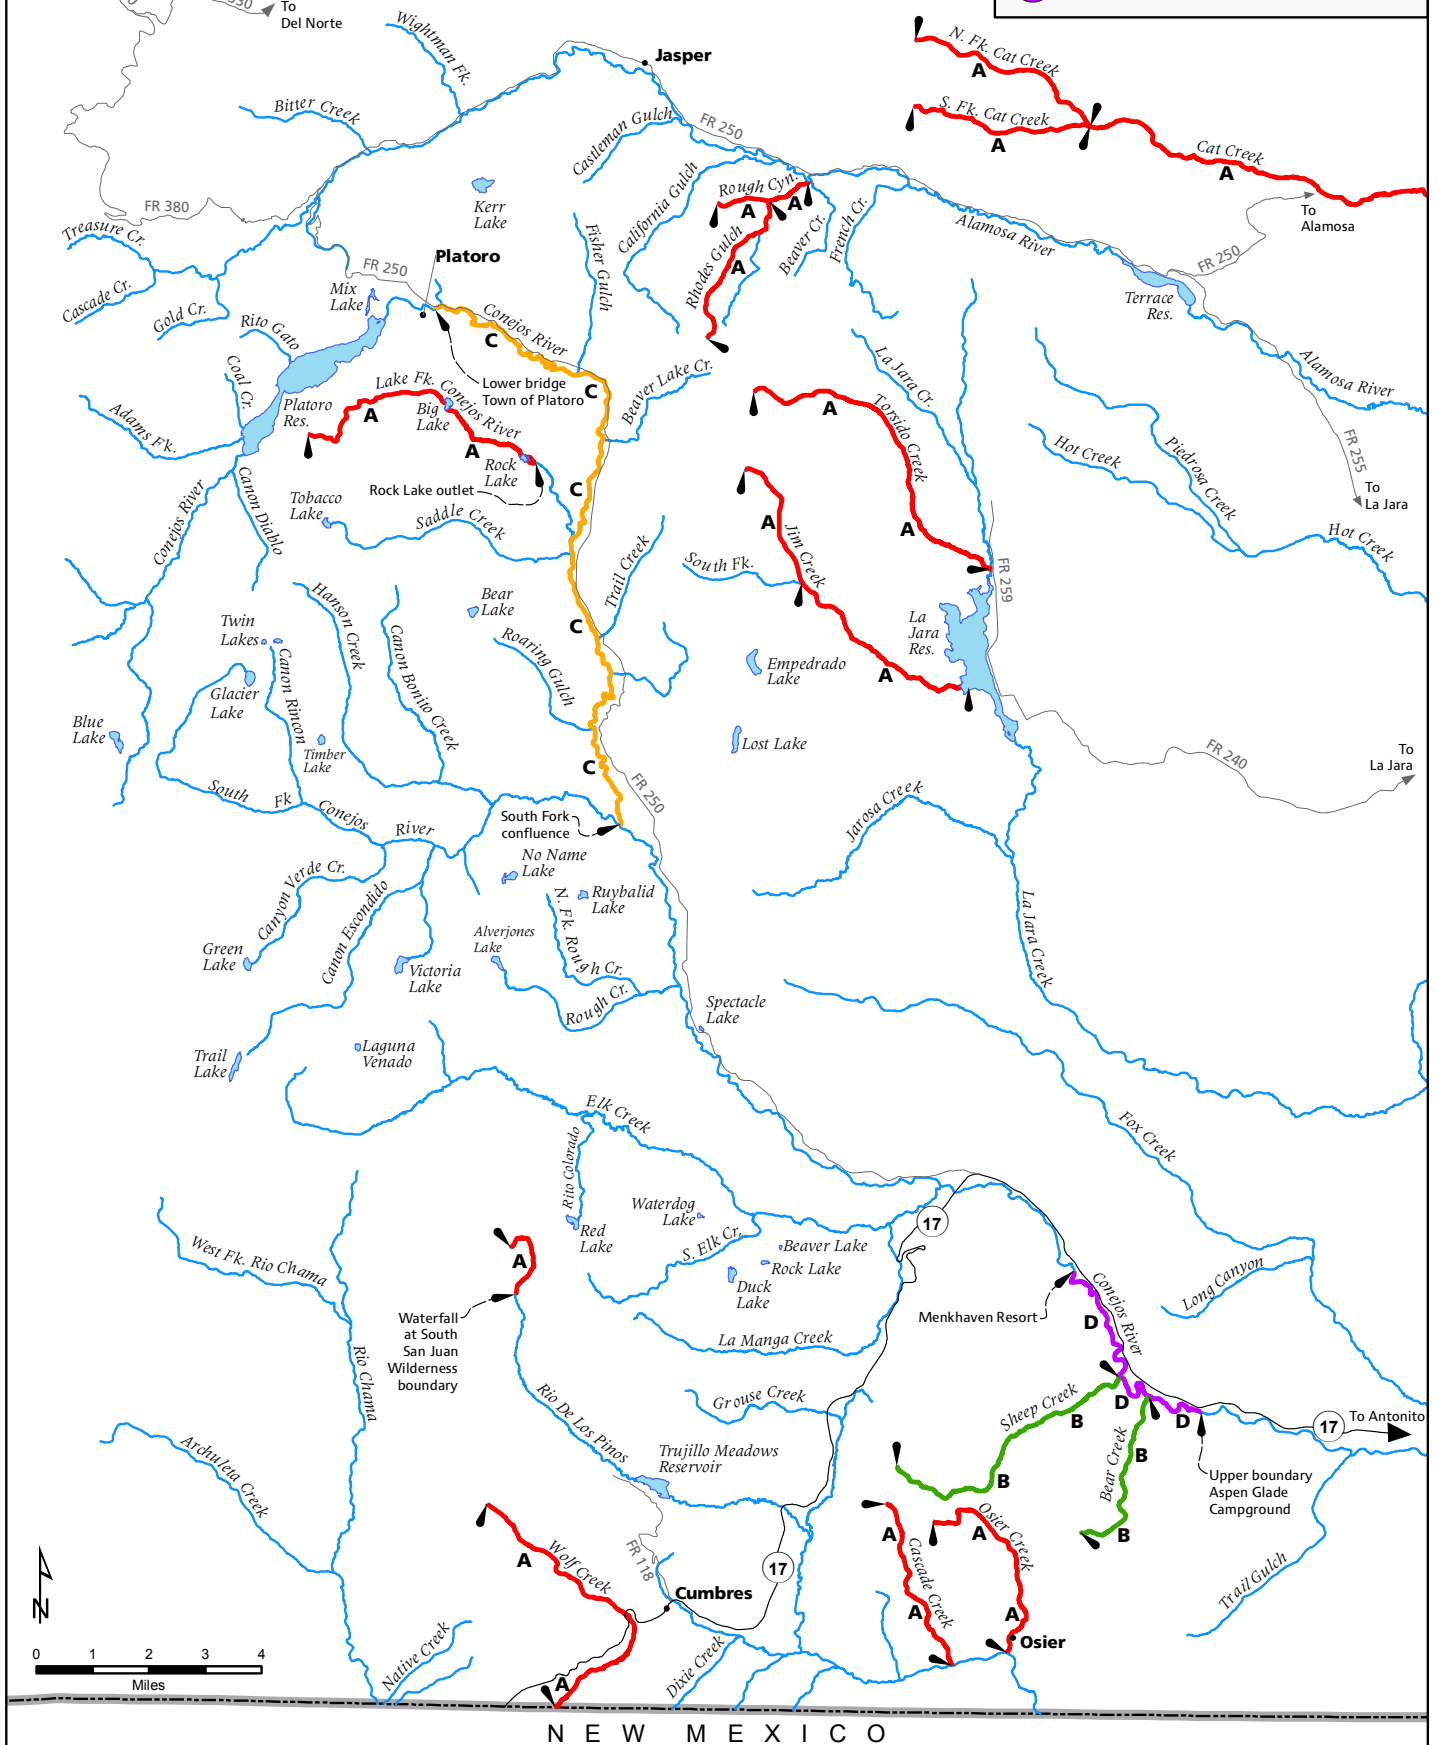 To
Del Norte
Wightman Fk.
Jasper
N. Fk. Cat Creek
A
Bitter Creek
Castleman Gulch
FR 250
S. Fk. Cat Creek
A
Cat Creek
A
FR 380
Kerr
Lake
California Gulch
Rough Cyn.
A
A
Treasure Cr.
Fisher Gulch
Rhodes Gulch
A
Beaver Cr.
French Cr.
Alamosa River
To
Alamosa
FR 250
Platoro
FR 250
Cascade Cr.
Gold Cr.
Mix
Lake
Terrace
Res.
Rito Gato
Conejos River
C
Coal Cr.
Lake Fk. Conejos River
A
Lower bridge
Town of Platoro
C
Beaver Lake Cr.
La Jara Cr.
Alamosa River
Adams Fk.
Platoro
Res.
Big
Lake
A
A
Torsido Creek
Hot Creek
Piedrosa Creek
FR 255
Rock
Lake
Rock Lake outlet
C
To
La Jara
Conejos River
Canon Diablo
Tobacco
Lake
Saddle Creek
A
Jim Creek
A
Hot Creek
Trail Creek
South Fk.
FR 259
Hanson Creek
Bear
Lake
C
La
Jara
Res.
Twin
Lakes
Canon Rincon
Canon Bonito Creek
Roaring Gulch
Empedrado
Lake
A
Glacier
Lake
Blue
Lake
Timber
Lake
Lost Lake
FR 240
To
La Jara
C
South Fk Conejos River
FR 250
South Fork
confluence
Jarosa Creek
No Name
Lake
Canyon Verde Cr.
Canon Escondido
N. Fk. Rough Cr.
Ruybalid
Lake
La Jara Creek
Green
Lake
Victoria
Lake
Alverjones
Lake
Rough Cr.
Spectacle
Lake
Trail
Lake
Laguna
Venado
Elk Creek
Fox Creek
Rito Colorado
Waterdog
Lake
Red
Lake
S. Elk Cr.
17
West Fk. Rio Chama
A
Beaver Lake
Rock Lake
Duck
Lake
Long Canyon
Waterfall
at South
San Juan
Wilderness
boundary
Menkhaven Resort
Conejos River
D
La Manga Creek
Rio Chama
Rio De Los Pinos
Grouse Creek
Sheep Creek
B
D
D
17
To Antonito
Archuleta Creek
Trujillo Meadows
Reservoir
B
Bear Creek
B
Upper boundary
Aspen Glade
Campground
B
A
Wolf Creek
FR 118
17
A
Cascade Creek
A
A
Osier Creek
A
Trail Gulch
N
Cumbres
Osier
0 1 2 3 4
Miles
Native Creek
A
Dixie Creek
NEW MEXICO